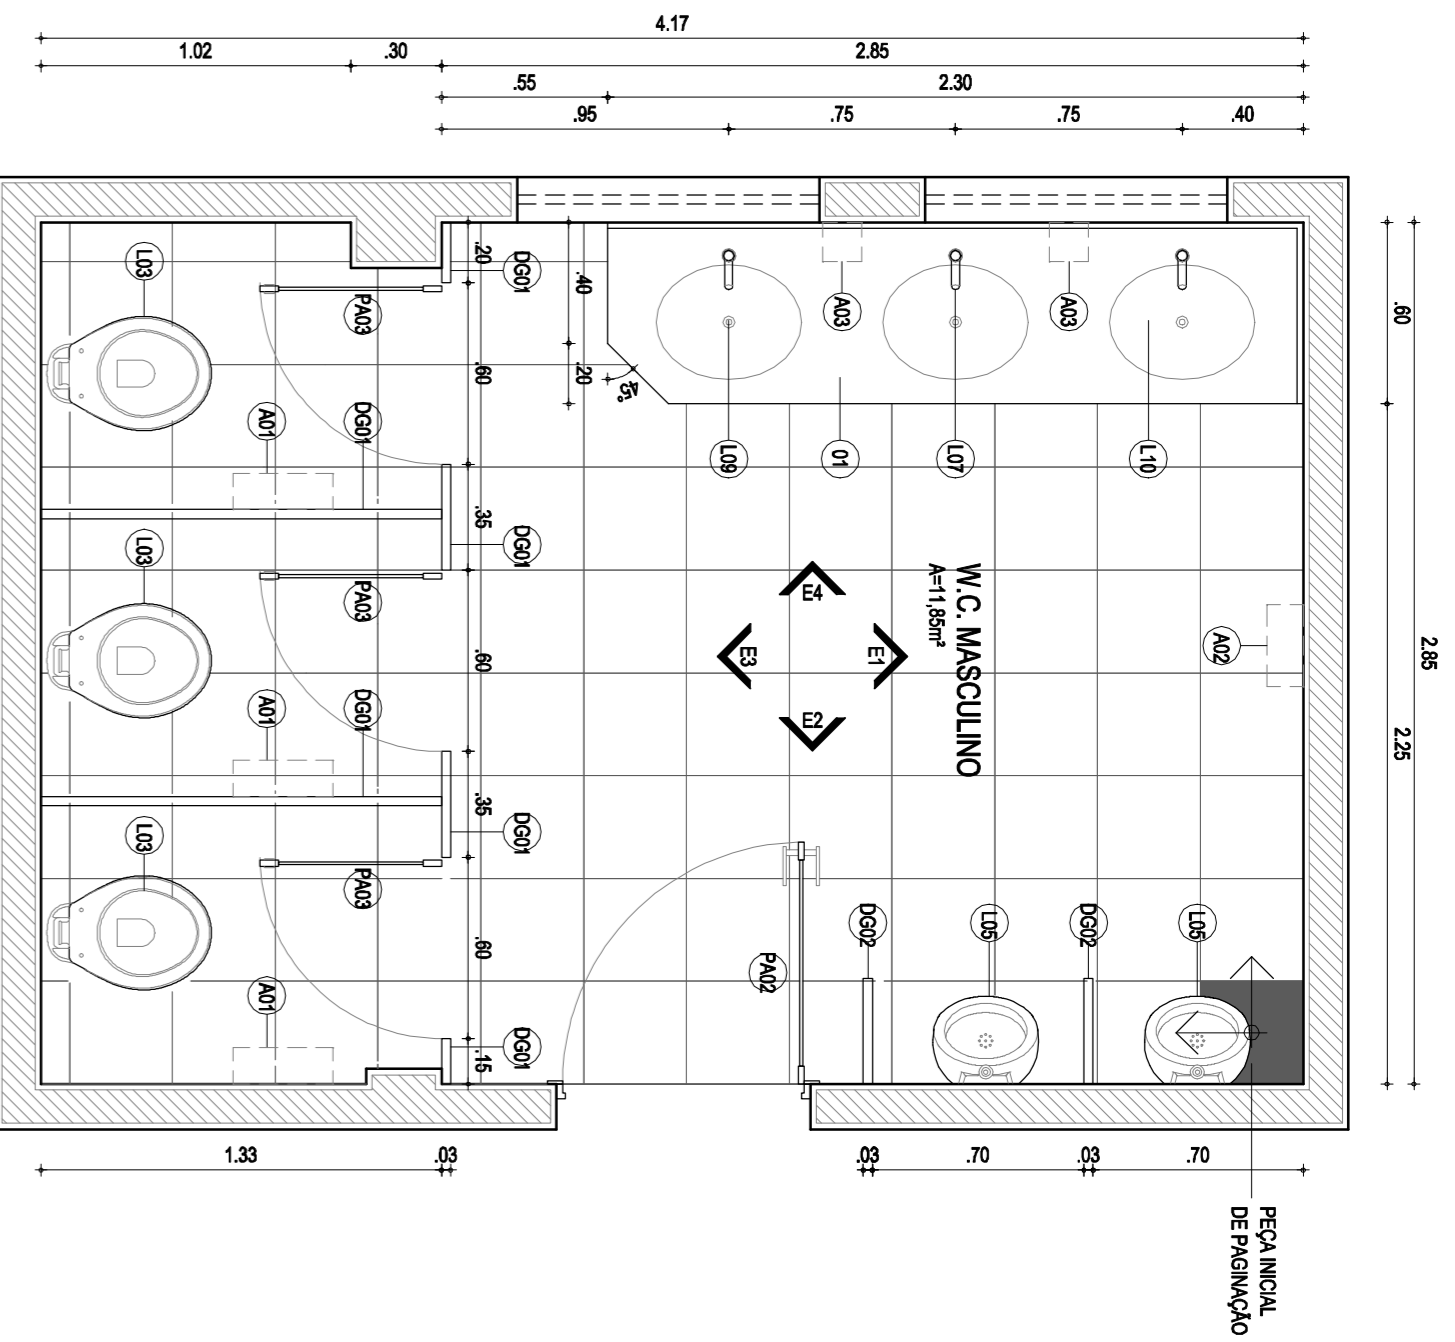 4.17
1.02 .30 2.85
.55 2.30
.95 .75 .75 .40
L03
PA03
.20
DG01
.40
A03
A03
.60
2.85
.60
.20
45°
A01
DG01
L09
01
L07
L10
.35
DG01
L03
PA03
E4
W.C. MASCULINO
A=11,85m²
A02
E3
E1
E2
.60
2.25
A01
DG01
.35
DG01
L03
PA03
.60
PA02
DG02
L05
DG02
L05
A01
.15
DG01
1.33 .03 .03 .70 .03 .70
PEÇA INICIAL
DE PAGINAÇÃO